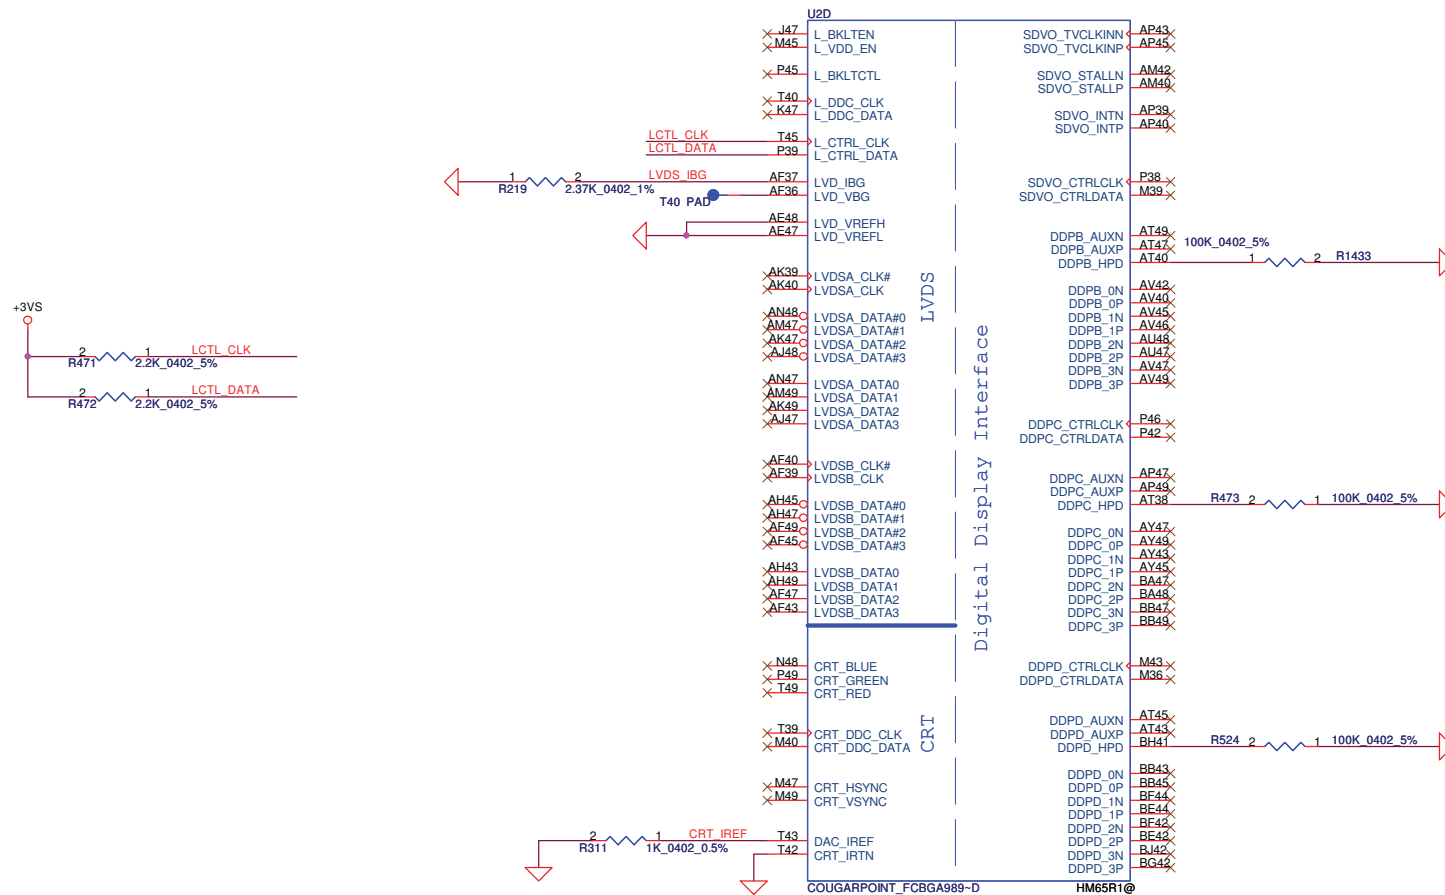 U2D
J47 L_BKLTEN
M45 L_VDD_EN
P45 L_BKLTCTL
T40 L_DDC_CLK
K47 L_DDC_DATA
LCTL_CLK T45 L_CTRL_CLK
LCTL_DATA P39 L_CTRL_DATA
1 2 LVDS_IBG AF37 LVD_IBG
R219 2.37K_0402_1%
T40 PAD AF36 LVD_VBG
AE48 LVD_VREFH
AE47 LVD_VREFL
AK39 LVDSA_CLK#
AK40 LVDSA_CLK
AN48 LVDSA_DATA#0
AM47 LVDSA_DATA#1
AK47 LVDSA_DATA#2
AJ48 LVDSA_DATA#3
AN47 LVDSA_DATA0
AM49 LVDSA_DATA1
AK49 LVDSA_DATA2
AJ47 LVDSA_DATA3
AF40 LVDSB_CLK#
AF39 LVDSB_CLK
AH45 LVDSB_DATA#0
AH47 LVDSB_DATA#1
AF49 LVDSB_DATA#2
AF45 LVDSB_DATA#3
AH43 LVDSB_DATA0
AH49 LVDSB_DATA1
AF47 LVDSB_DATA2
AF43 LVDSB_DATA3
N48 CRT_BLUE
P49 CRT_GREEN
T49 CRT_RED
T39 CRT_DDC_CLK
M40 CRT_DDC_DATA
M47 CRT_HSYNC
M49 CRT_VSYNC
2 1 CRT_IREF T43 DAC_IREF
R311 1K_0402_0.5%
T42 CRT_IRTN
+3VS
2 1 LCTL_CLK
R471 2.2K_0402_5%
2 1 LCTL_DATA
R472 2.2K_0402_5%
LVDS
Digital Display Interface
CRT
SDVO_TVCLKINN AP43
SDVO_TVCLKINP AP45
SDVO_STALLN AM42
SDVO_STALLP AM40
SDVO_INTN AP39
SDVO_INTP AP40
SDVO_CTRLCLK P38
SDVO_CTRLDATA M39
DDPB_AUXN AT49
DDPB_AUXP AT47
DDPB_HPD AT40
100K_0402_5%
1 2 R1433
DDPB_0N AV42
DDPB_0P AV40
DDPB_1N AV45
DDPB_1P AV46
DDPB_2N AU48
DDPB_2P AU47
DDPB_3N AV47
DDPB_3P AV49
DDPC_CTRLCLK P46
DDPC_CTRLDATA P42
DDPC_AUXN AP47
DDPC_AUXP AP49
DDPC_HPD AT38
R473 2 1 100K_0402_5%
DDPC_0N AY47
DDPC_0P AY49
DDPC_1N AY43
DDPC_1P AY45
DDPC_2N BA47
DDPC_2P BA48
DDPC_3N BB47
DDPC_3P BB49
DDPD_CTRLCLK M43
DDPD_CTRLDATA M36
DDPD_AUXN AT45
DDPD_AUXP AT43
DDPD_HPD BH41
R524 2 1 100K_0402_5%
DDPD_0N BB43
DDPD_0P BB45
DDPD_1N BF44
DDPD_1P BE44
DDPD_2N BF42
DDPD_2P BE42
DDPD_3N BJ42
DDPD_3P BG42
COUGARPOINT_FCBGA989~D HM65R1@